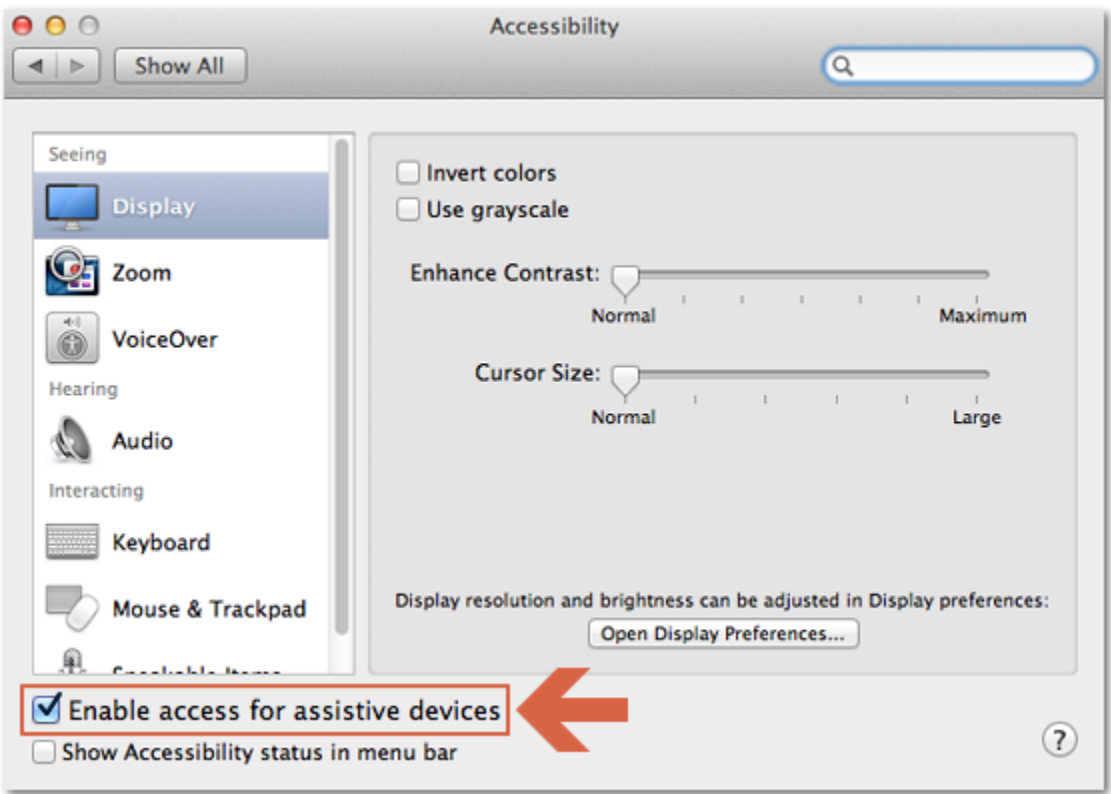 Accessibility
Show All
Seeing
Display
Zoom
VoiceOver
Hearing
Audio
Interacting
Keyboard
Mouse & Trackpad
Speakable Items
Invert colors
Use grayscale
Enhance Contrast:
Normal Maximum
Cursor Size:
Normal Large
Display resolution and brightness can be adjusted in Display preferences:
Open Display Preferences...
Enable access for assistive devices
Show Accessibility status in menu bar
?